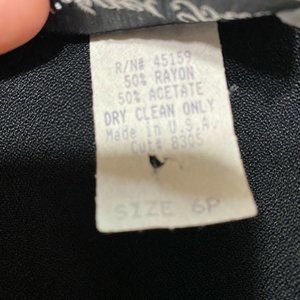 R/N# 45159
50% RAYON
50% ACETATE
DRY CLEAN ONLY
Made in U.S.A.
Cut# 8305
SIZE 6P